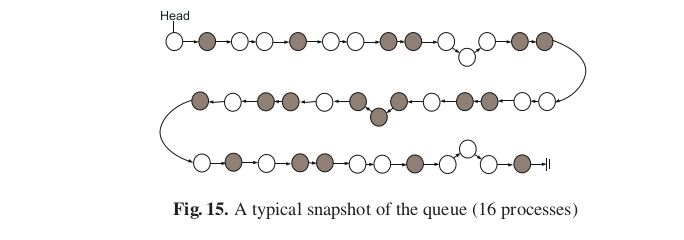 Head
Fig. 15. A typical snapshot of the queue (16 processes)